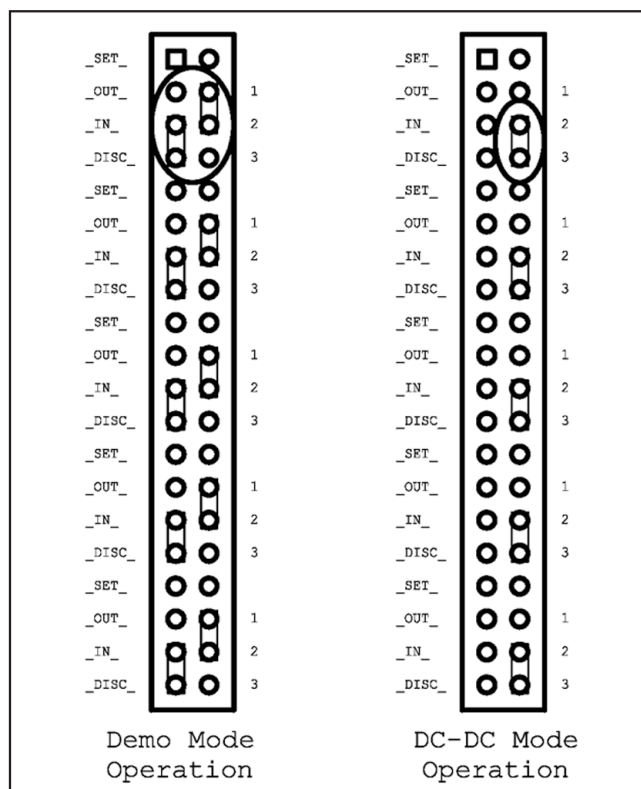 _SET_ _SET_
_OUT_ 1 _OUT_ 1
_IN_ 2 _IN_ 2
_DISC_ 3 _DISC_ 3
_SET_ _SET_
_OUT_ 1 _OUT_ 1
_IN_ 2 _IN_ 2
_DISC_ 3 _DISC_ 3
_SET_ _SET_
_OUT_ 1 _OUT_ 1
_IN_ 2 _IN_ 2
_DISC_ 3 _DISC_ 3
_SET_ _SET_
_OUT_ 1 _OUT_ 1
_IN_ 2 _IN_ 2
_DISC_ 3 _DISC_ 3
_SET_ _SET_
_OUT_ 1 _OUT_ 1
_IN_ 2 _IN_ 2
_DISC_ 3 _DISC_ 3
Demo Mode DC-DC Mode
Operation Operation